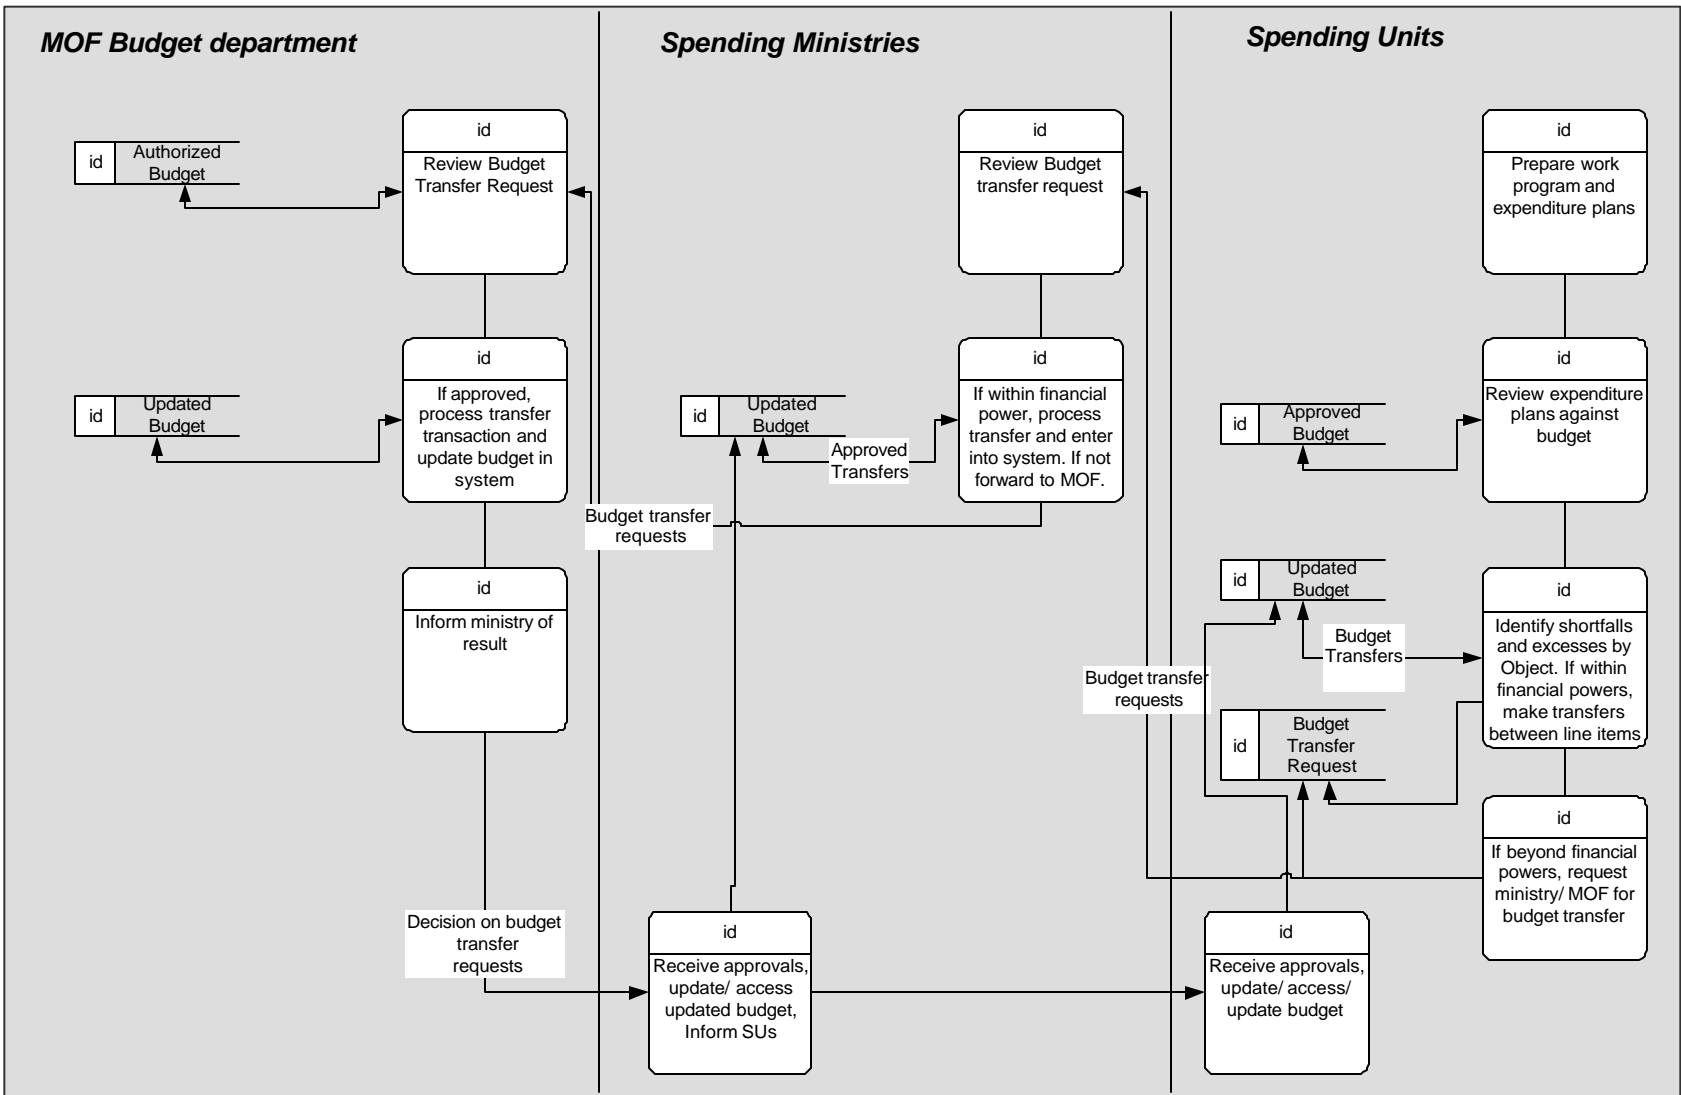 MOF Budget department
id
Authorized
Budget
id
Review Budget
Transfer Request
id
Updated
Budget
id
If approved,
process transfer
transaction and
update budget in
system
id
Inform ministry of
result
Decision on budget
transfer
requests
Spending Ministries
id
Review Budget
transfer request
id
Updated
Budget
Approved
Transfers
id
If within financial
power, process
transfer and enter
into system. If not
forward to MOF.
Budget transfer
requests
id
Receive approvals,
update/ access
updated budget,
Inform SUs
Spending Units
id
Prepare work
program and
expenditure plans
id
Approved
Budget
id
Review expenditure
plans against
budget
id
Updated
Budget
Budget
Transfers
id
Identify shortfalls
and excesses by
Object. If within
financial powers,
make transfers
between line items
Budget transfer
requests
id
Budget
Transfer
Request
id
If beyond financial
powers, request
ministry/ MOF for
budget transfer
id
Receive approvals,
update/ access/
update budget